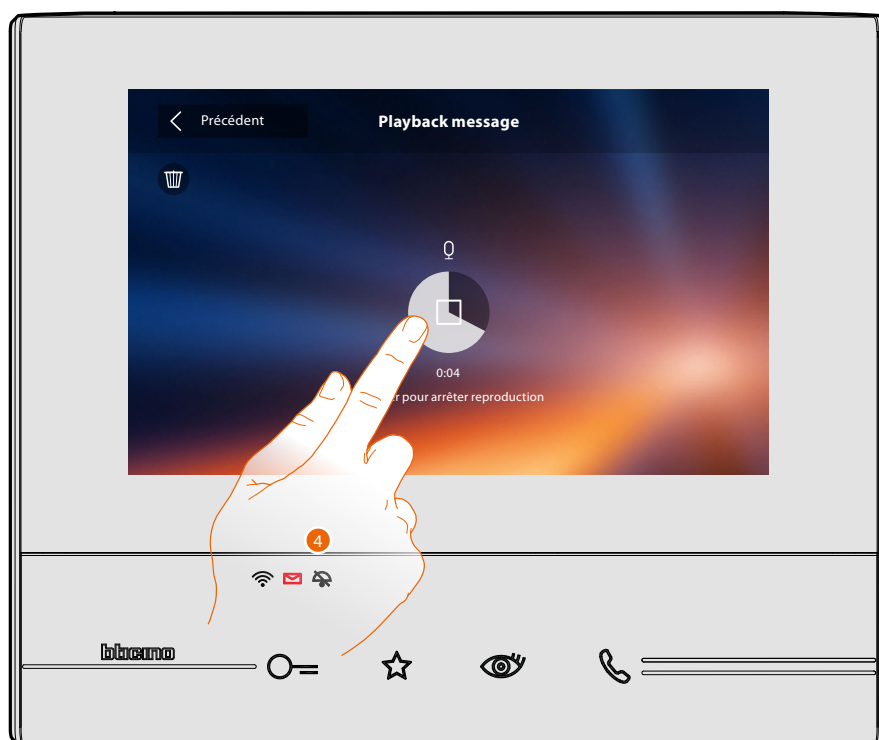 Précédent
Playback message
0:04
pour arrêter reproduction
4
bticino